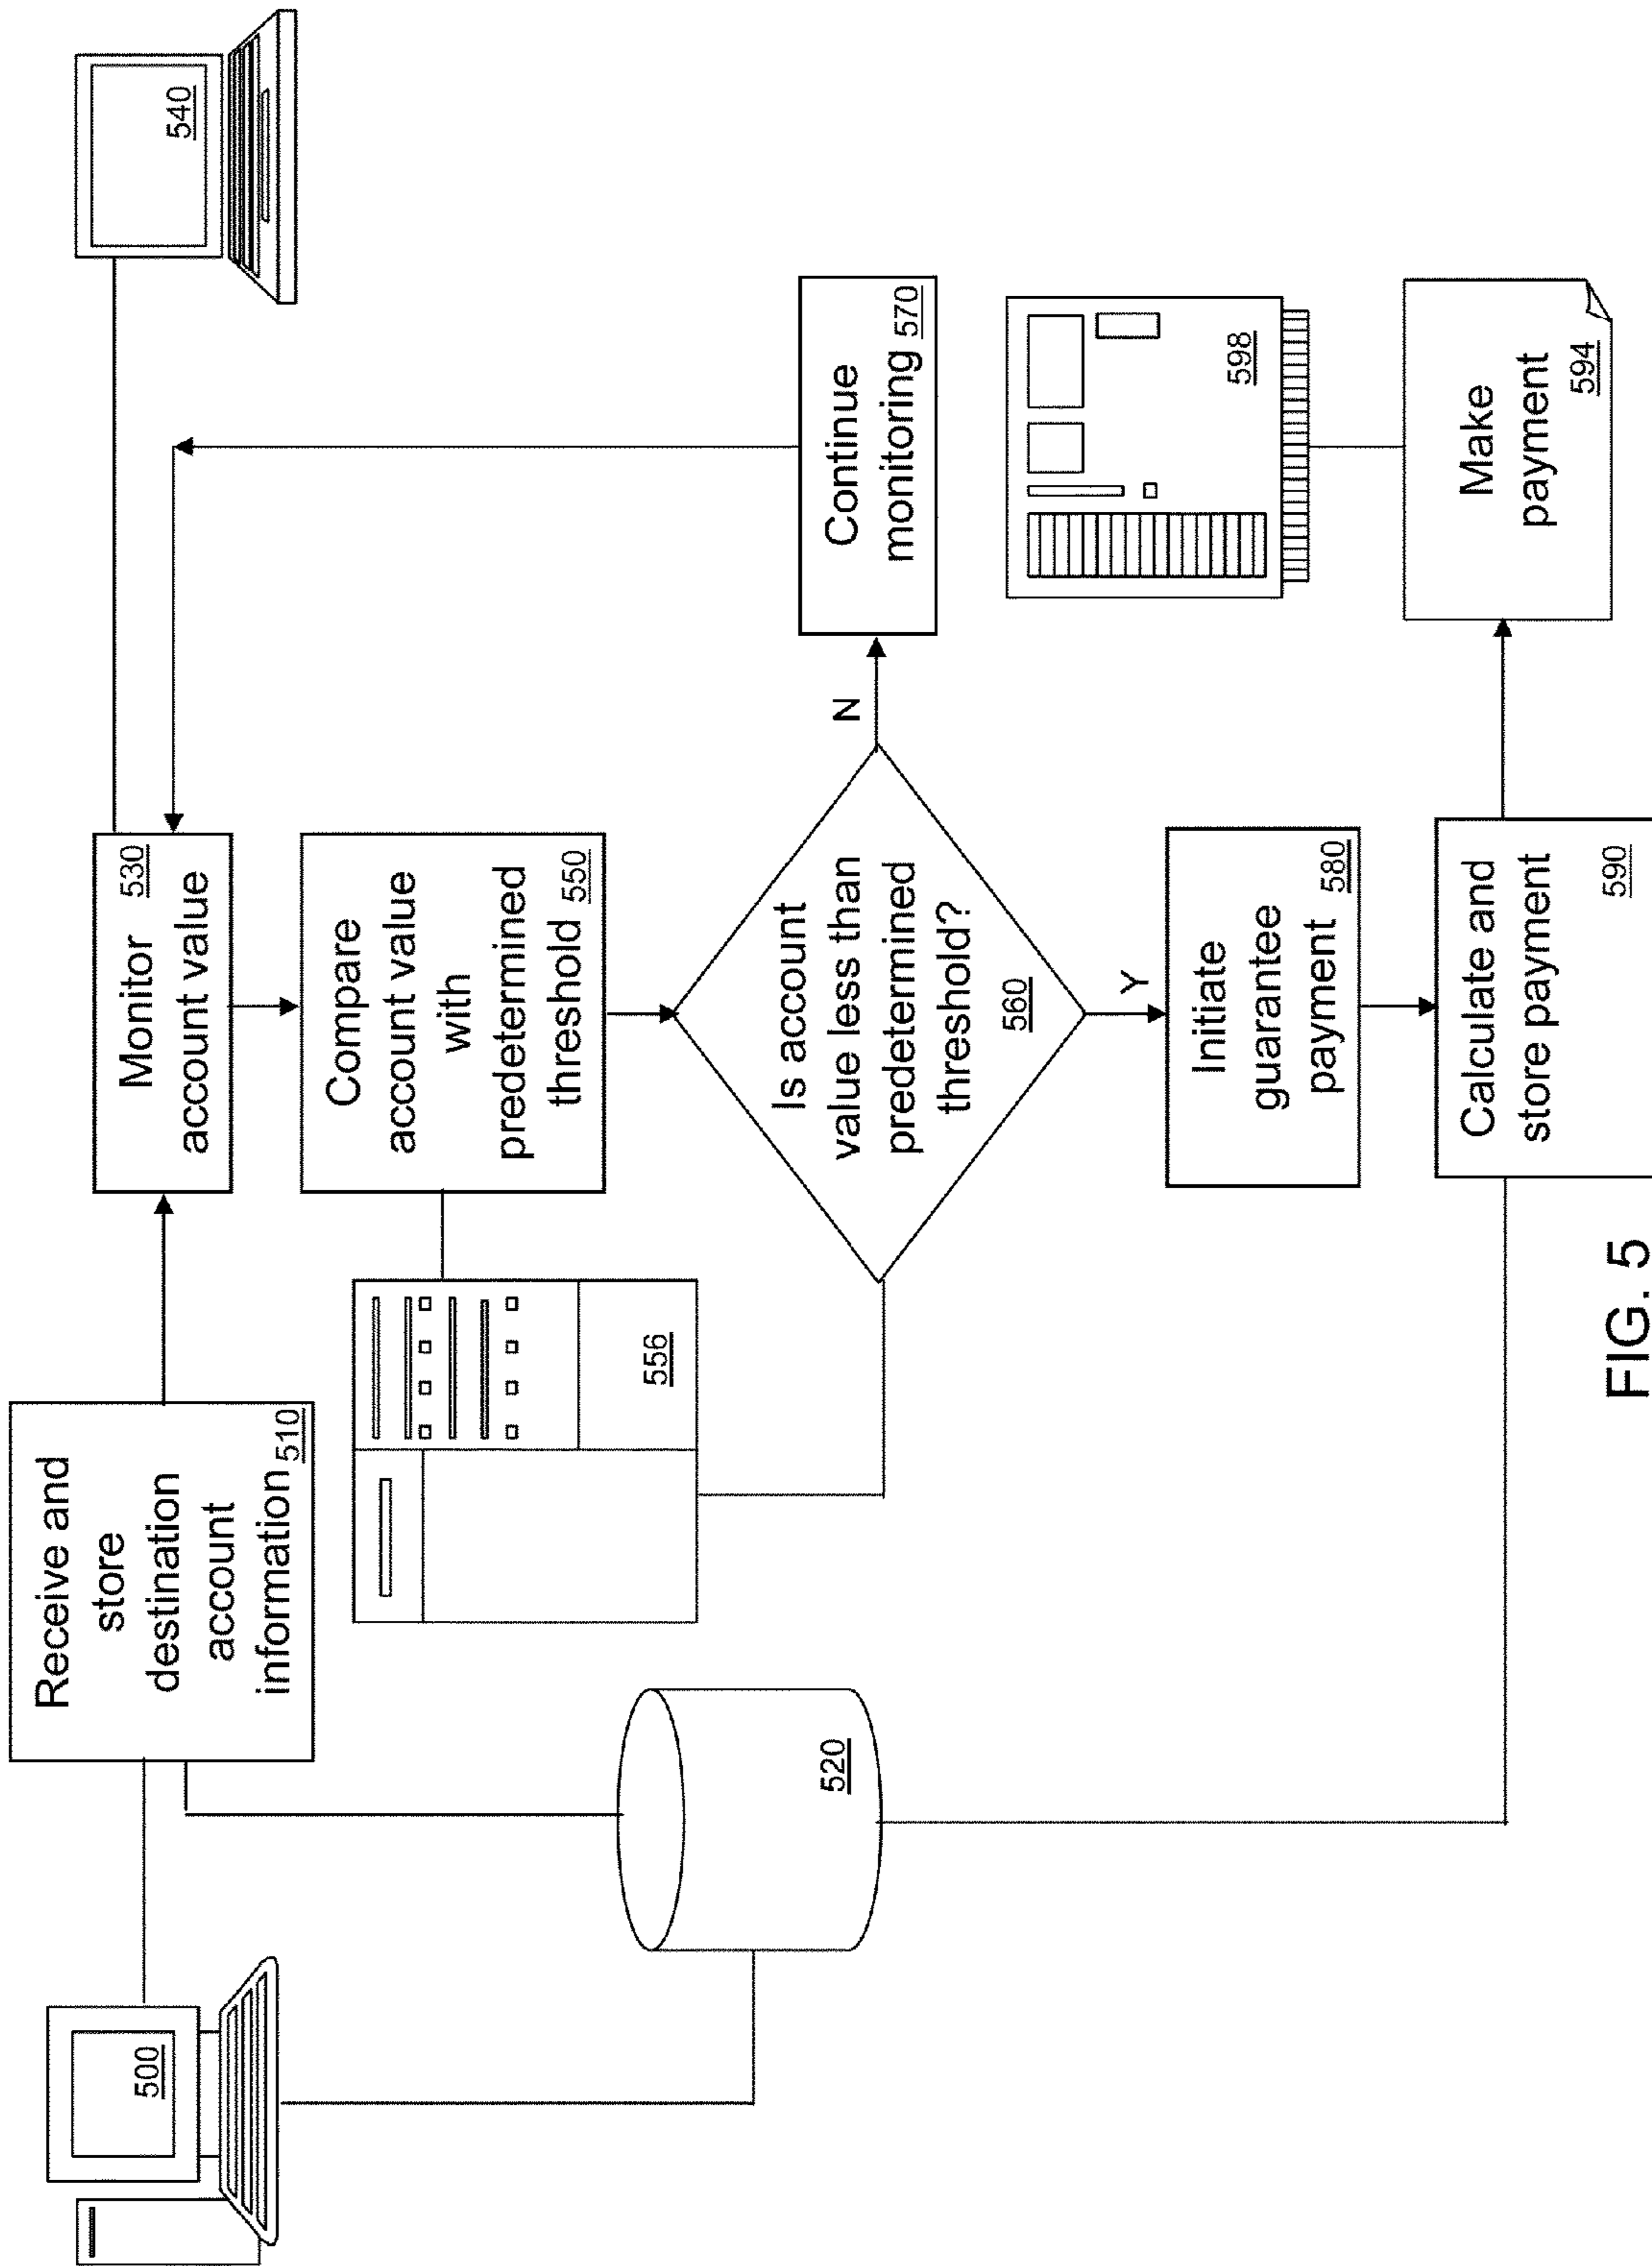 500
Receive and
store
destination
account
information 510
Monitor
530
account value
540
Compare
account value
with
predetermined
threshold 550
556
520
Is account
value less than
predetermined
threshold?
560
N
Continue
monitoring 570
Y
Initiate
guarantee
payment 580
598
Calculate and
store payment
590
Make
payment
594
FIG. 5